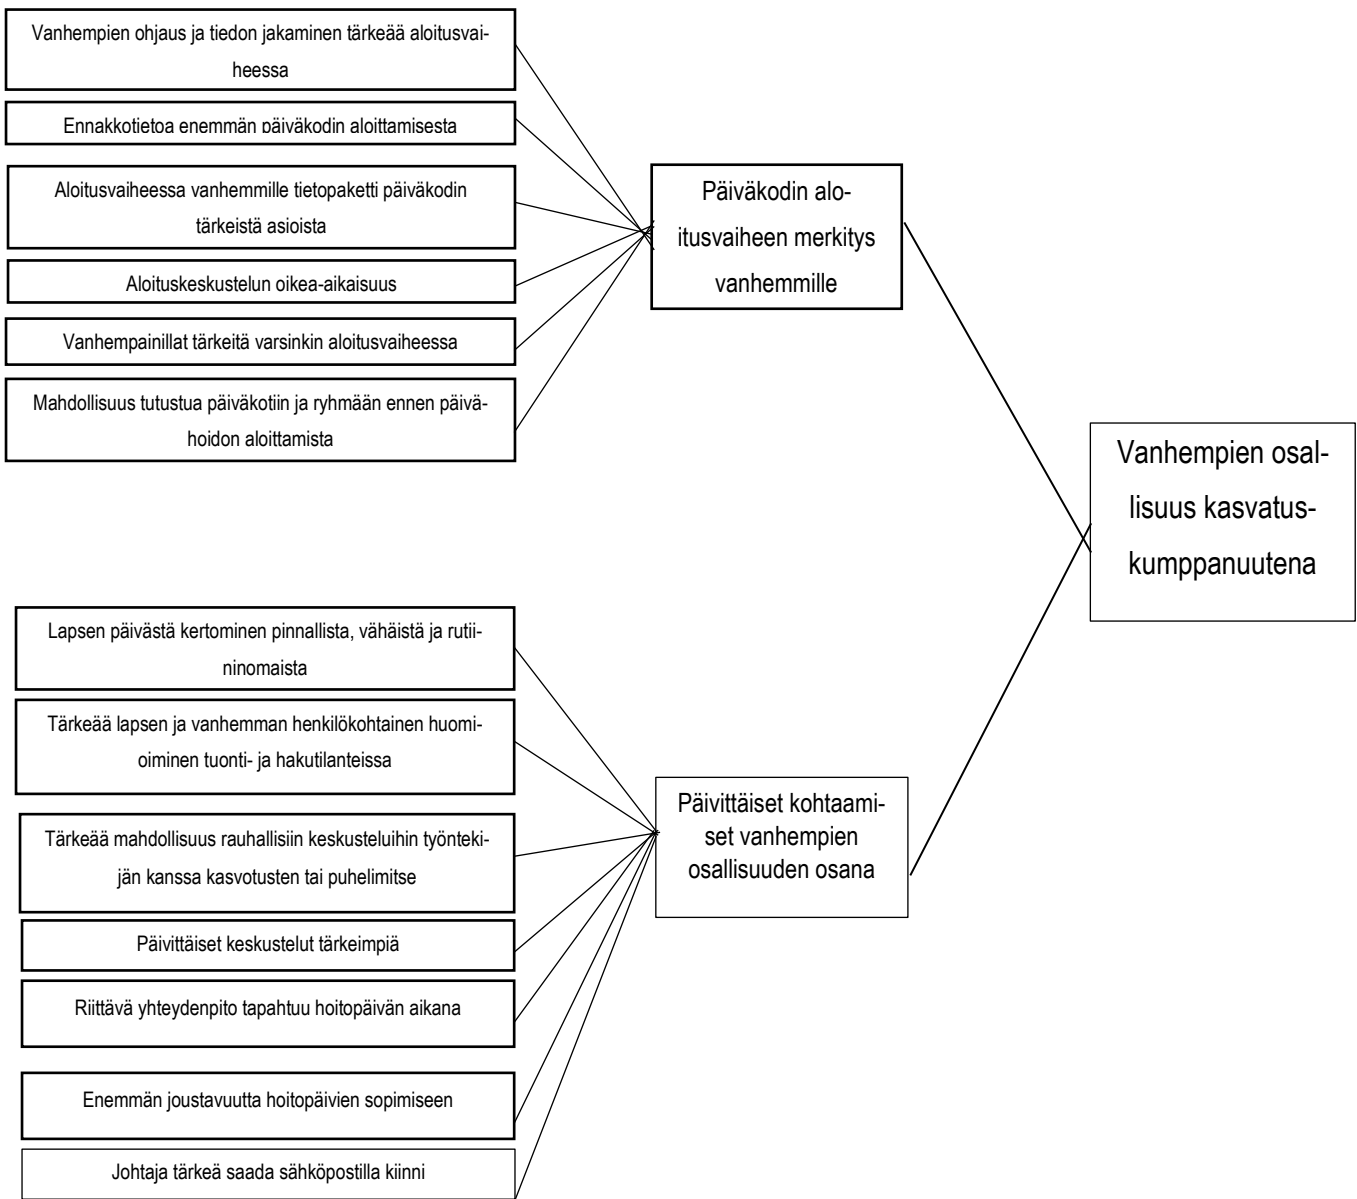 Vanhempien ohjaus ja tiedon jakaminen tärkeää aloitusvai-
heessa
Ennakkotietoa enemmän päiväkodin aloittamisesta
Aloitusvaiheessa vanhemmille tietopaketti päiväkodin
tärkeistä asioista
Aloituskeskustelun oikea-aikaisuus
Vanhempainillat tärkeitä varsinkin aloitusvaiheessa
Mahdollisuus tutustua päiväkotiin ja ryhmään ennen päivä-
hoidon aloittamista
Päiväkodin alo-
itusvaiheen merkitys
vanhemmille
Vanhempien osal-
lisuus kasvatus-
kumppanuutena
Lapsen päivästä kertominen pinnallista, vähäistä ja rutii-
ninomaista
Tärkeää lapsen ja vanhemman henkilökohtainen huomi-
oiminen tuonti- ja hakutilanteissa
Tärkeää mahdollisuus rauhallisiin keskusteluihin työnteki-
jän kanssa kasvotusten tai puhelimitse
Päivittäiset keskustelut tärkeimpiä
Riittävä yhteydenpito tapahtuu hoitopäivän aikana
Enemmän joustavuutta hoitopäivien sopimiseen
Johtaja tärkeä saada sähköpostilla kiinni
Päivittäiset kohtaami-
set vanhempien
osallisuuden osana